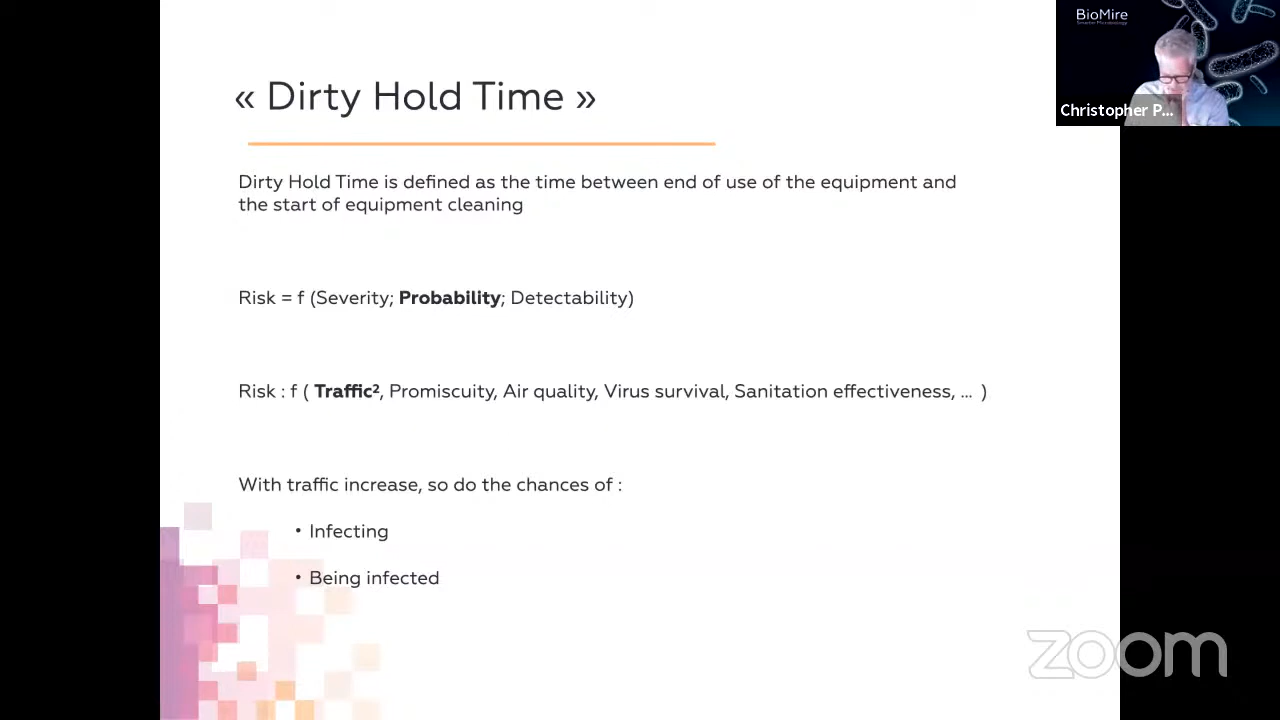 « Dirty Hold Time »
Dirty Hold Time is defined as the time between end of use of the equipment and
the start of equipment cleaning
Risk = f (Severity; Probability; Detectability)
Risk : f ( Traffic², Promiscuity, Air quality, Virus survival, Sanitation effectiveness, ... )
With traffic increase, so do the chances of :
• Infecting
• Being infected
BioMire
Smarter Microbiology
Christopher P...
zoom